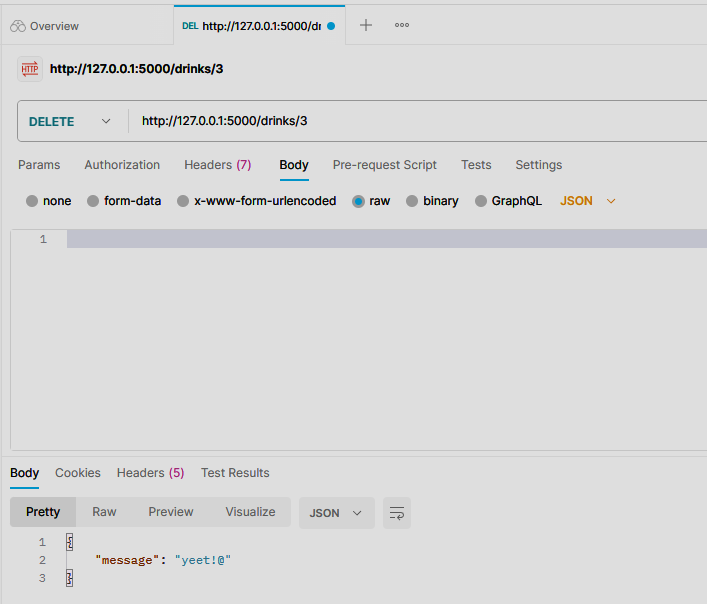 Overview DEL http://127.0.0.1:5000/dr
HTTP http://127.0.0.1:5000/drinks/3
DELETE http://127.0.0.1:5000/drinks/3
Params Authorization Headers (7) Body Pre-request Script Tests Settings
none form-data x-www-form-urlencoded raw binary GraphQL JSON
1
Body Cookies Headers (5) Test Results
Pretty Raw Preview Visualize JSON
1 {
2 "message": "yeet!@"
3 }